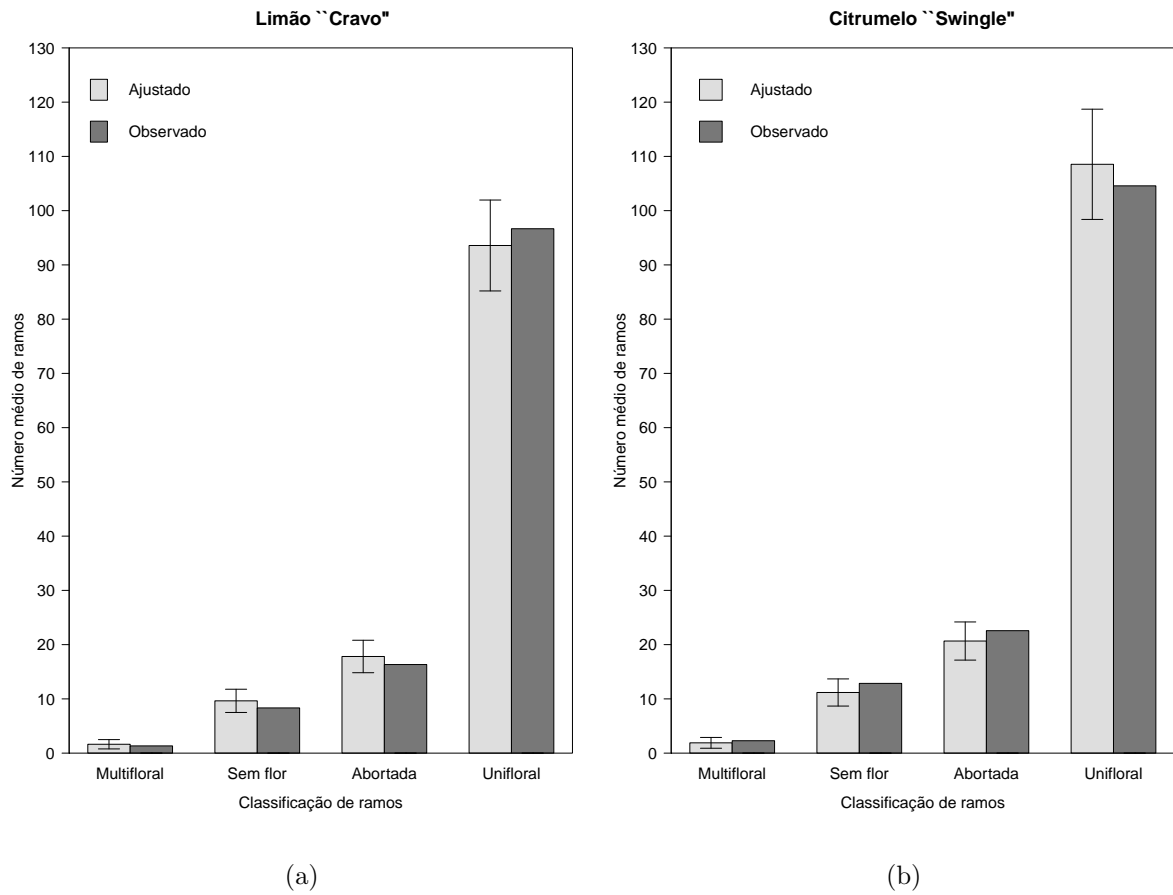 Limão ``Cravo"
Número médio de ramos
130
120
110
100
90
80
70
60
50
40
30
20
10
0
Ajustado
Observado
Multifloral Sem flor Abortada Unifloral
Classificação de ramos
(a)
Citrumelo ``Swingle"
Número médio de ramos
130
120
110
100
90
80
70
60
50
40
30
20
10
0
Ajustado
Observado
Multifloral Sem flor Abortada Unifloral
Classificação de ramos
(b)